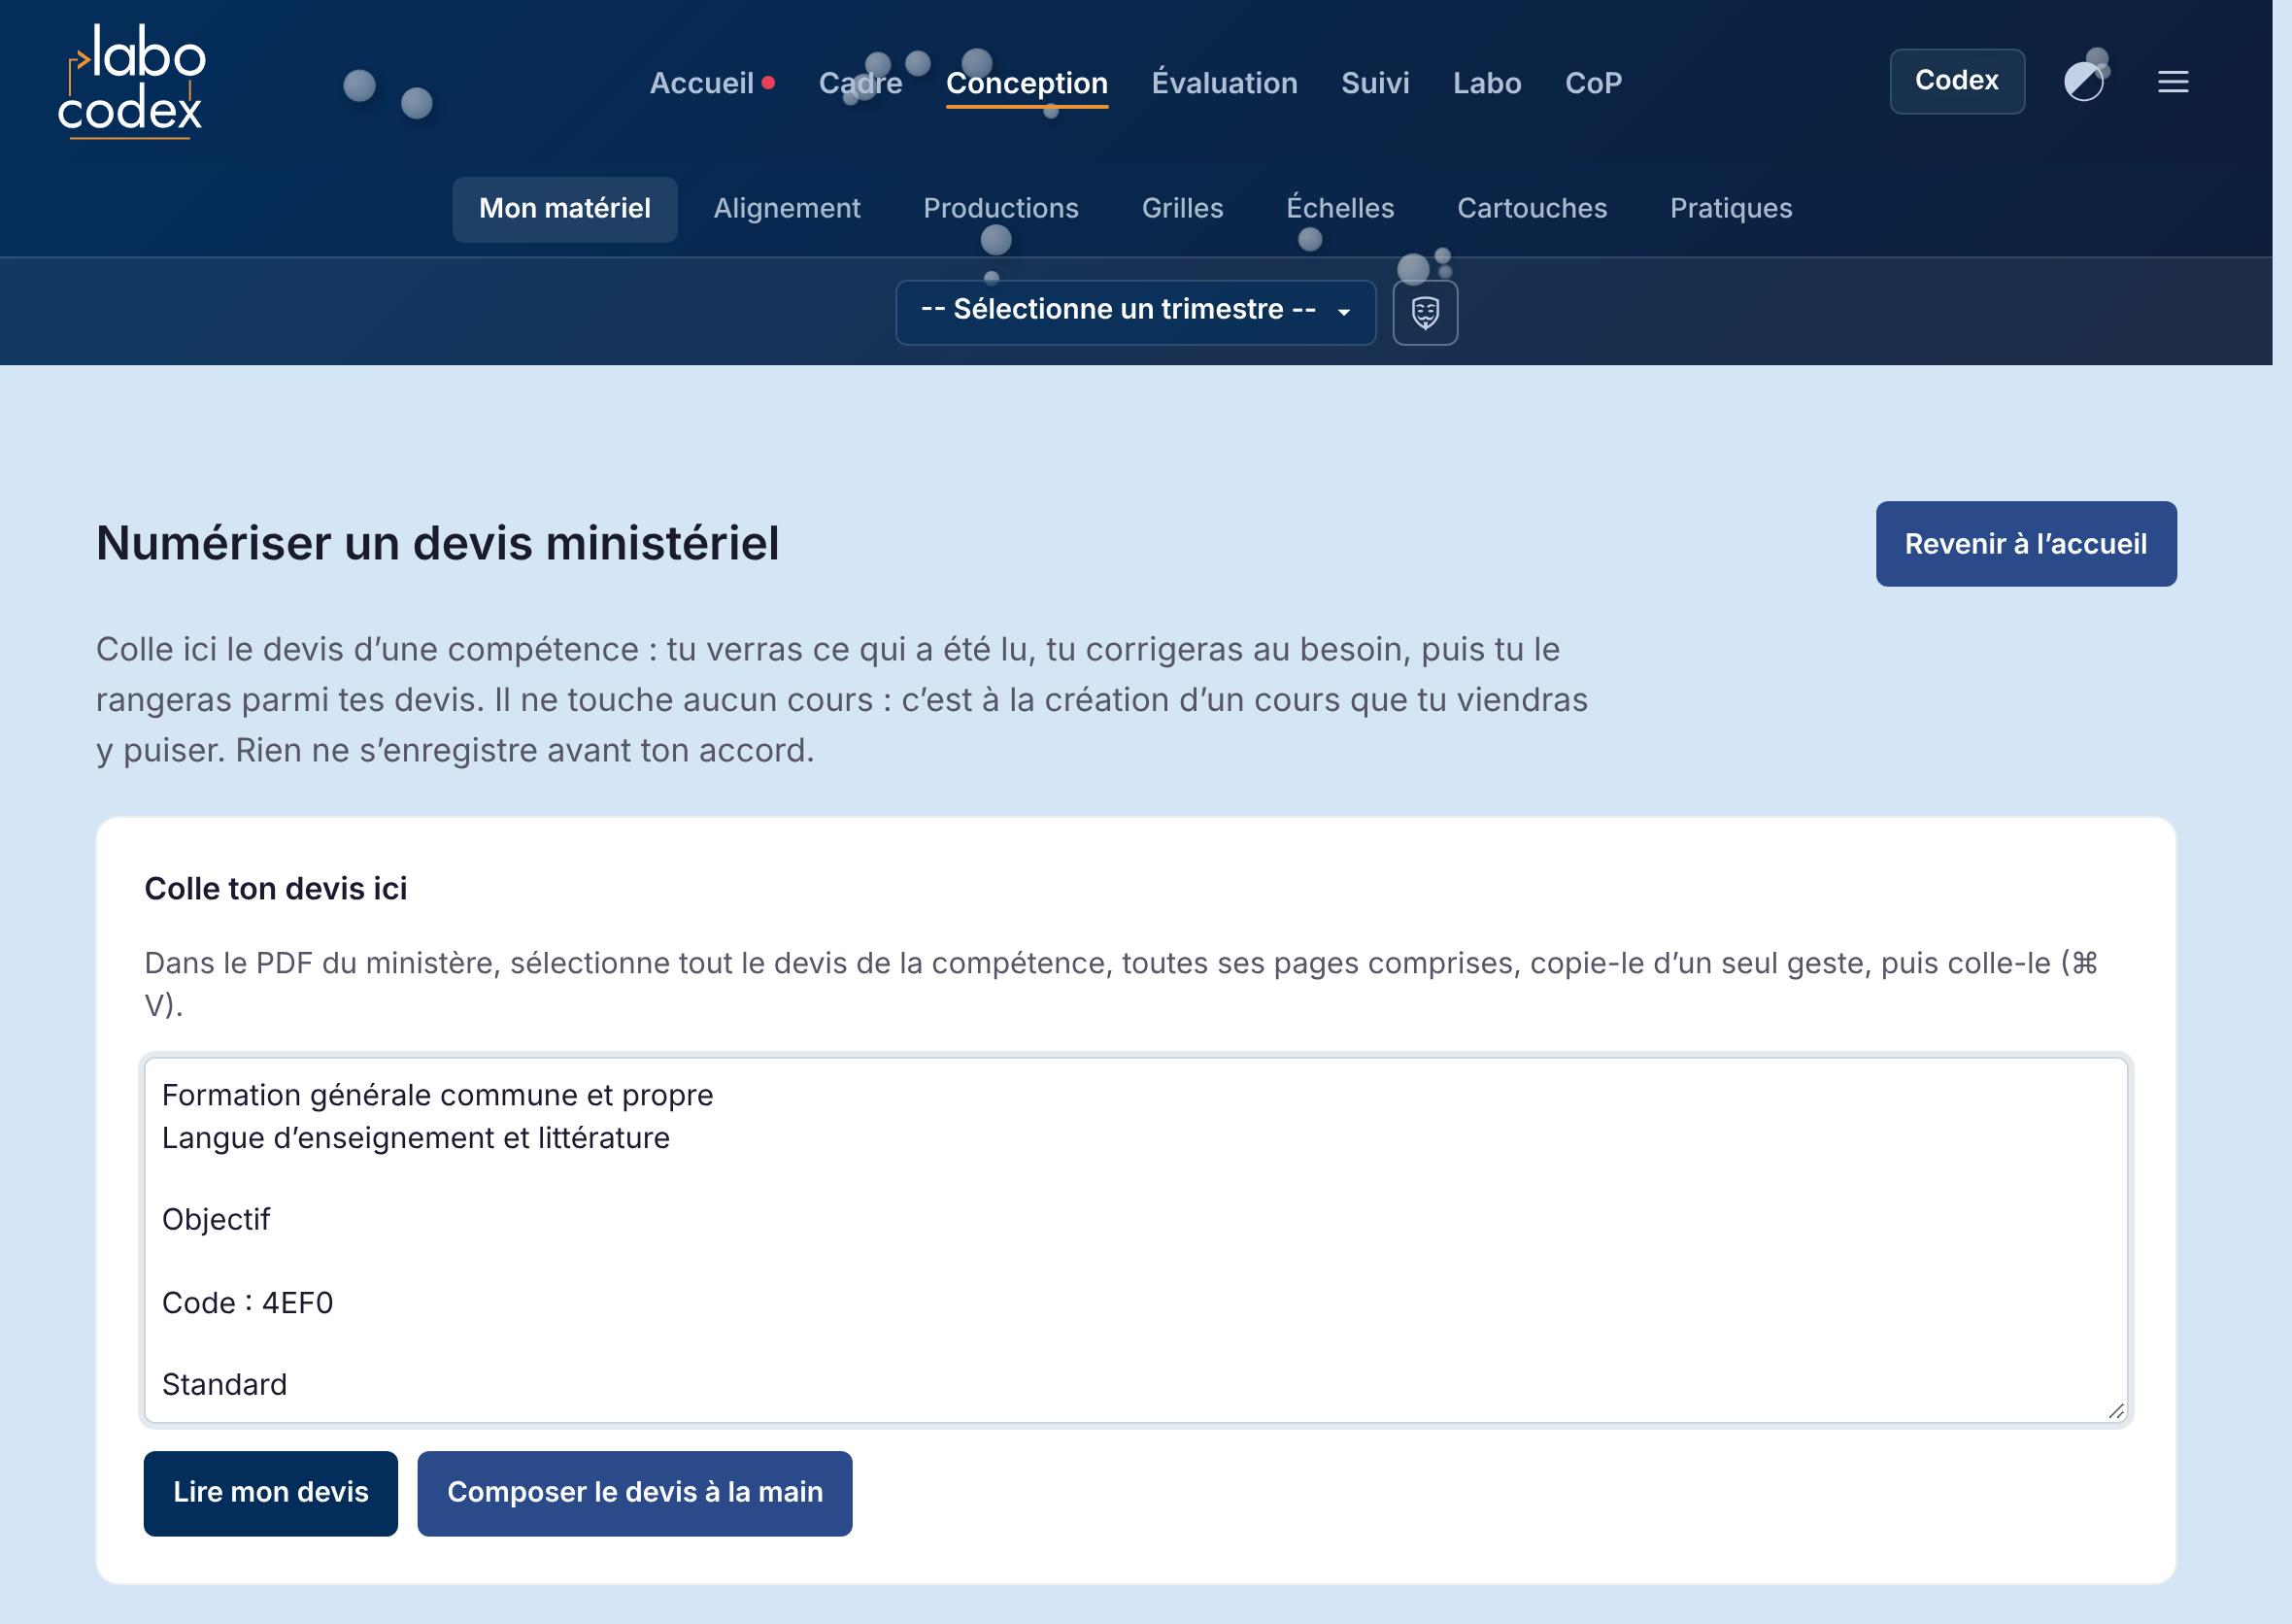 labo
codex
Accueil Cadre Conception Évaluation Suivi Labo CoP Codex
Mon matériel Alignement Productions Grilles Échelles Cartouches Pratiques
-- Sélectionne un trimestre --
Numériser un devis ministériel
Revenir à l’accueil
Colle ici le devis d’une compétence : tu verras ce qui a été lu, tu corrigeras au besoin, puis tu le
rangeras parmi tes devis. Il ne touche aucun cours : c’est à la création d’un cours que tu viendras
y puiser. Rien ne s’enregistre avant ton accord.
Colle ton devis ici
Dans le PDF du ministère, sélectionne tout le devis de la compétence, toutes ses pages comprises, copie-le d’un seul geste, puis colle-le (⌘
V).
Formation générale commune et propre
Langue d’enseignement et littérature
Objectif
Code : 4EF0
Standard
Lire mon devis Composer le devis à la main